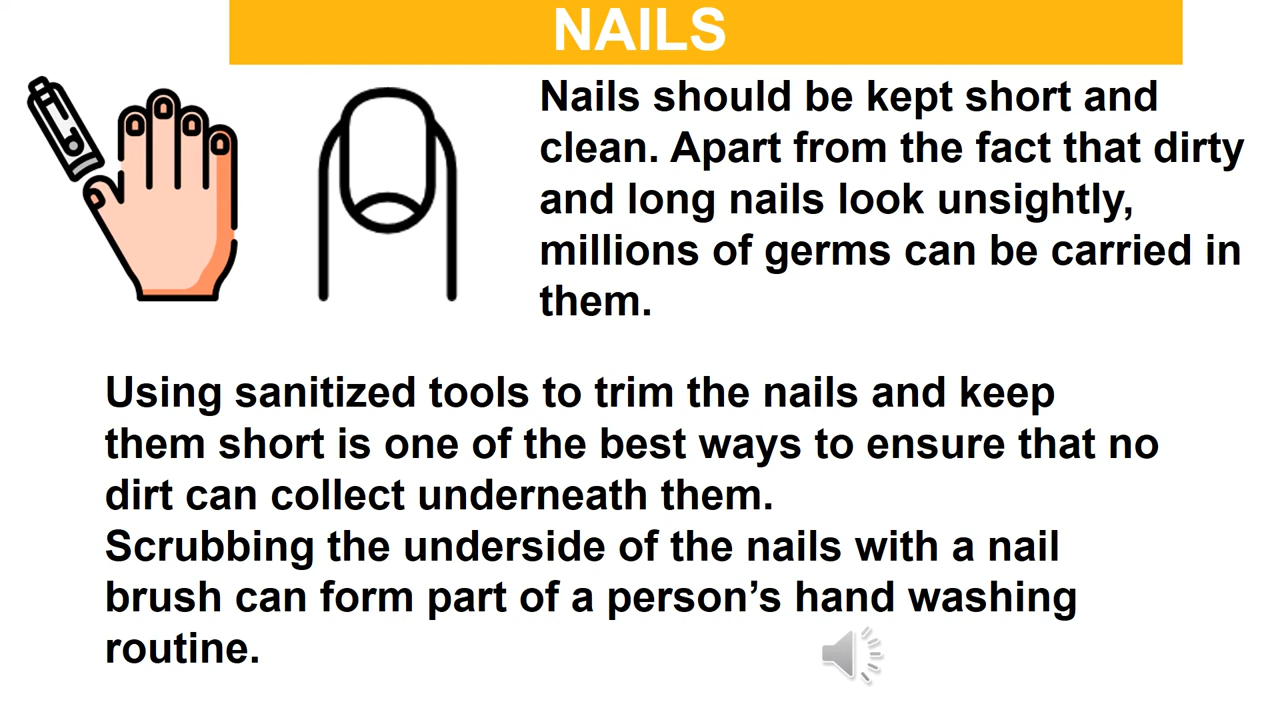 NAILS
Nails should be kept short and
clean. Apart from the fact that dirty
and long nails look unsightly,
millions of germs can be carried in
them.
Using sanitized tools to trim the nails and keep
them short is one of the best ways to ensure that no
dirt can collect underneath them.
Scrubbing the underside of the nails with a nail
brush can form part of a person’s hand washing
routine.